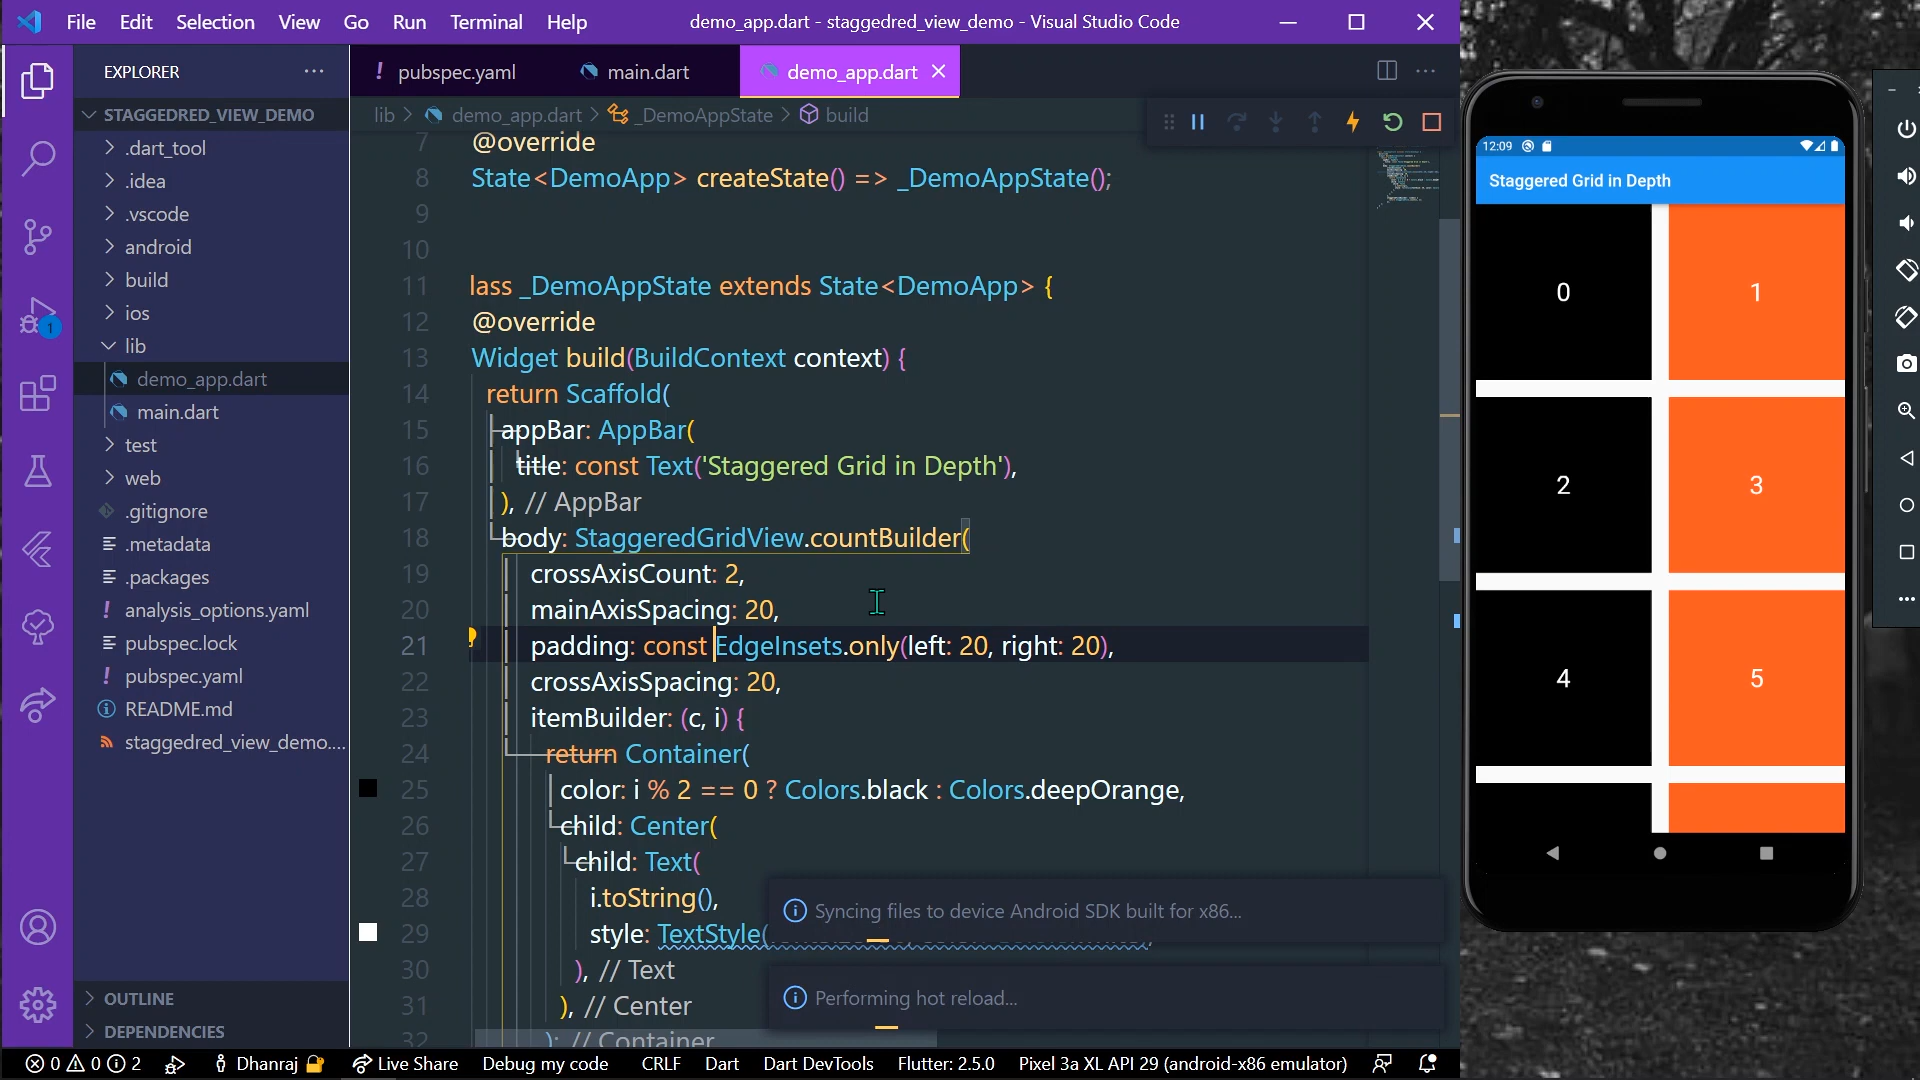 File Edit Selection View Go Run Terminal Help
demo_app.dart - staggedred_view_demo - Visual Studio Code
EXPLORER
STAGGEDRED_VIEW_DEMO
.dart_tool
.idea
.vscode
android
build
ios
lib
demo_app.dart
main.dart
test
web
.gitignore
.metadata
.packages
analysis_options.yaml
pubspec.lock
pubspec.yaml
README.md
staggedred_view_demo....
OUTLINE
DEPENDENCIES
1
! pubspec.yaml
main.dart
demo_app.dart
lib > demo_app.dart > _DemoAppState > build
7 @override
8 State<DemoApp> createState() => _DemoAppState();
9
10
11 lass _DemoAppState extends State<DemoApp> {
12 @override
13 Widget build(BuildContext context) {
14 return Scaffold(
15 appBar: AppBar(
16 title: const Text('Staggered Grid in Depth'),
17 ), // AppBar
18 body: StaggeredGridView.countBuilder(
19 crossAxisCount: 2,
20 mainAxisSpacing: 20,
21 padding: const EdgeInsets.only(left: 20, right: 20),
22 crossAxisSpacing: 20,
23 itemBuilder: (c, i) {
24 return Container(
25 color: i % 2 == 0 ? Colors.black : Colors.deepOrange,
26 child: Center(
27 child: Text(
28 i.toString(),
29 style: TextStyle(
30 ), // Text
31 ), // Center
32 ); // Container
Syncing files to device Android SDK built for x86...
Performing hot reload...
0 0 2
Dhanraj
Live Share
Debug my code
CRLF
Dart
Dart DevTools
Flutter: 2.5.0
Pixel 3a XL API 29 (android-x86 emulator)
12:09
Staggered Grid in Depth
0
1
2
3
4
5